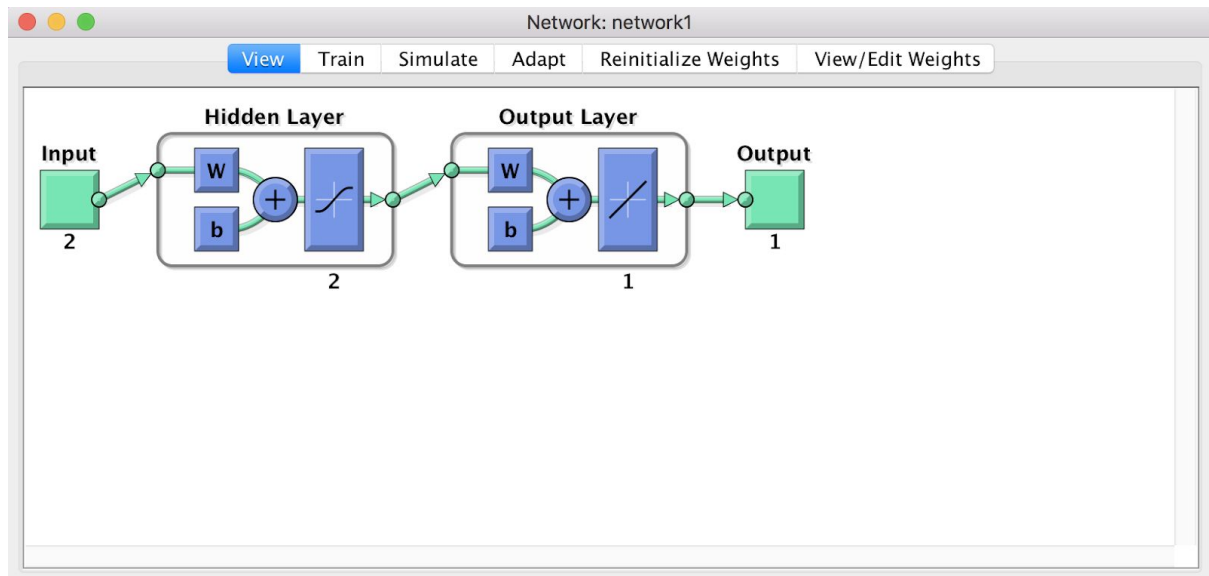 Network: network1
View Train Simulate Adapt Reinitialize Weights View/Edit Weights
Hidden Layer Output Layer
Input Output
W W
+ +
b b
2 1
2 1